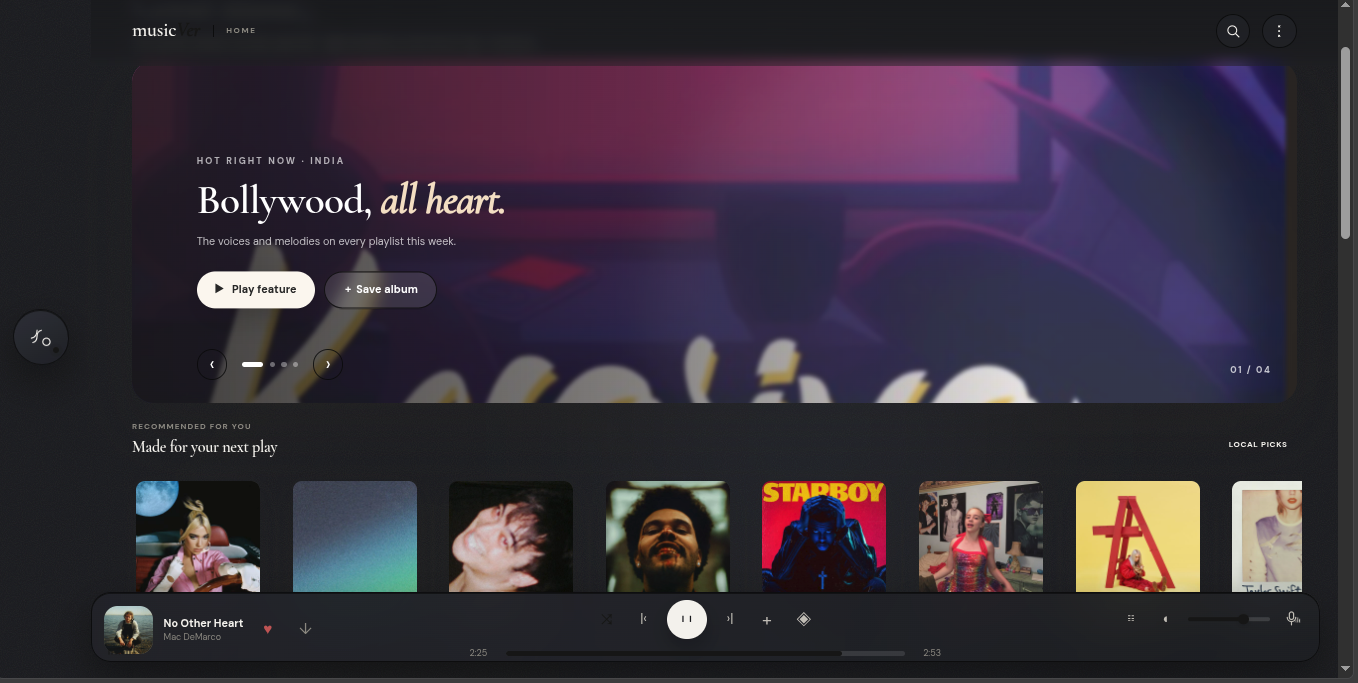 musicVer
HOME
HOT RIGHT NOW · INDIA
Bollywood, all heart.
The voices and melodies on every playlist this week.
Play feature
+ Save album
01 / 04
RECOMMENDED FOR YOU
Made for your next play
LOCAL PICKS
STARBOY
No Other Heart
Mac DeMarco
2:25
2:53